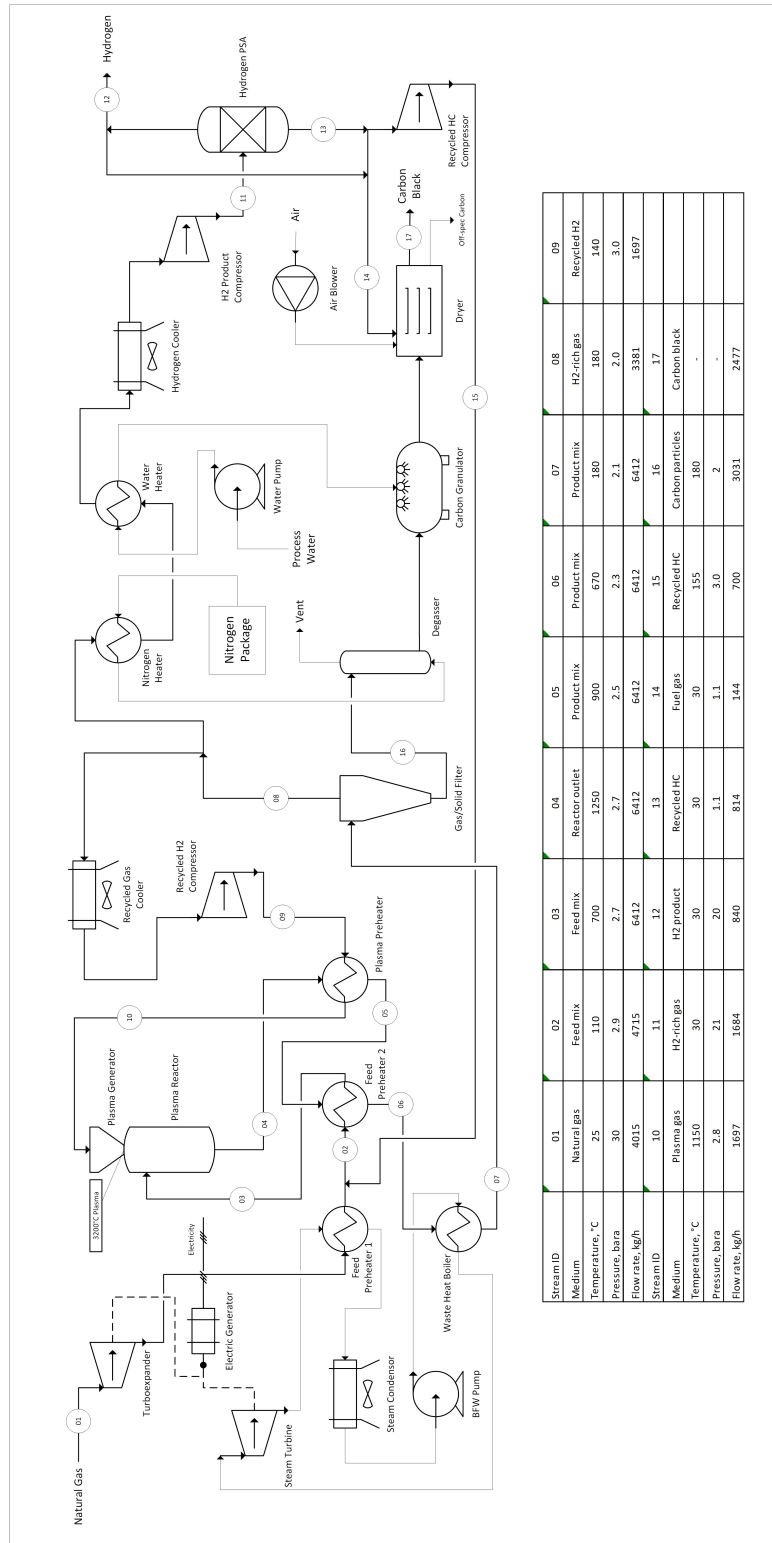 Natural Gas
01
Turboexpander
Steam Turbine
Electric Generator
Electricity
Steam Condensor
BFW Pump
Feed
Preheater 1
Waste Heat Boiler
3200°C Plasma
Plasma Generator
Plasma Reactor
03
02
04
10
Feed
Preheater 2
05
06
07
Plasma Preheater
09
Recycled H2
Compressor
Recycled Gas
Cooler
08
Gas/Solid Filter
16
Nitrogen
Heater
Nitrogen
Package
Vent
Degasser
Water
Heater
Water Pump
Process
Water
Carbon Granulator
Hydrogen Cooler
H2 Product
Compressor
11
Air
Air Blower
Dryer
14
17
Carbon
Black
Off-spec Carbon
15
Hydrogen PSA
12
Hydrogen
13
Recycled HC
Compressor
Stream ID 01 02 03 04 05 06 07 08 09
Medium Natural gas Feed mix Feed mix Reactor outlet Product mix Product mix Product mix H2-rich gas Recycled H2
Temperature, °C 25 110 700 1250 900 670 180 180 140
Pressure, bara 30 2.9 2.7 2.7 2.5 2.3 2.1 2.0 3.0
Flow rate, kg/h 4015 4715 6412 6412 6412 6412 6412 3381 1697
Stream ID 10 11 12 13 14 15 16 17
Medium Plasma gas H2-rich gas H2 product Recycled HC Fuel gas Recycled HC Carbon particles Carbon black
Temperature, °C 1150 30 30 30 30 155 180 -
Pressure, bara 2.8 21 20 1.1 1.1 3.0 2 -
Flow rate, kg/h 1697 1684 840 814 144 700 3031 2477